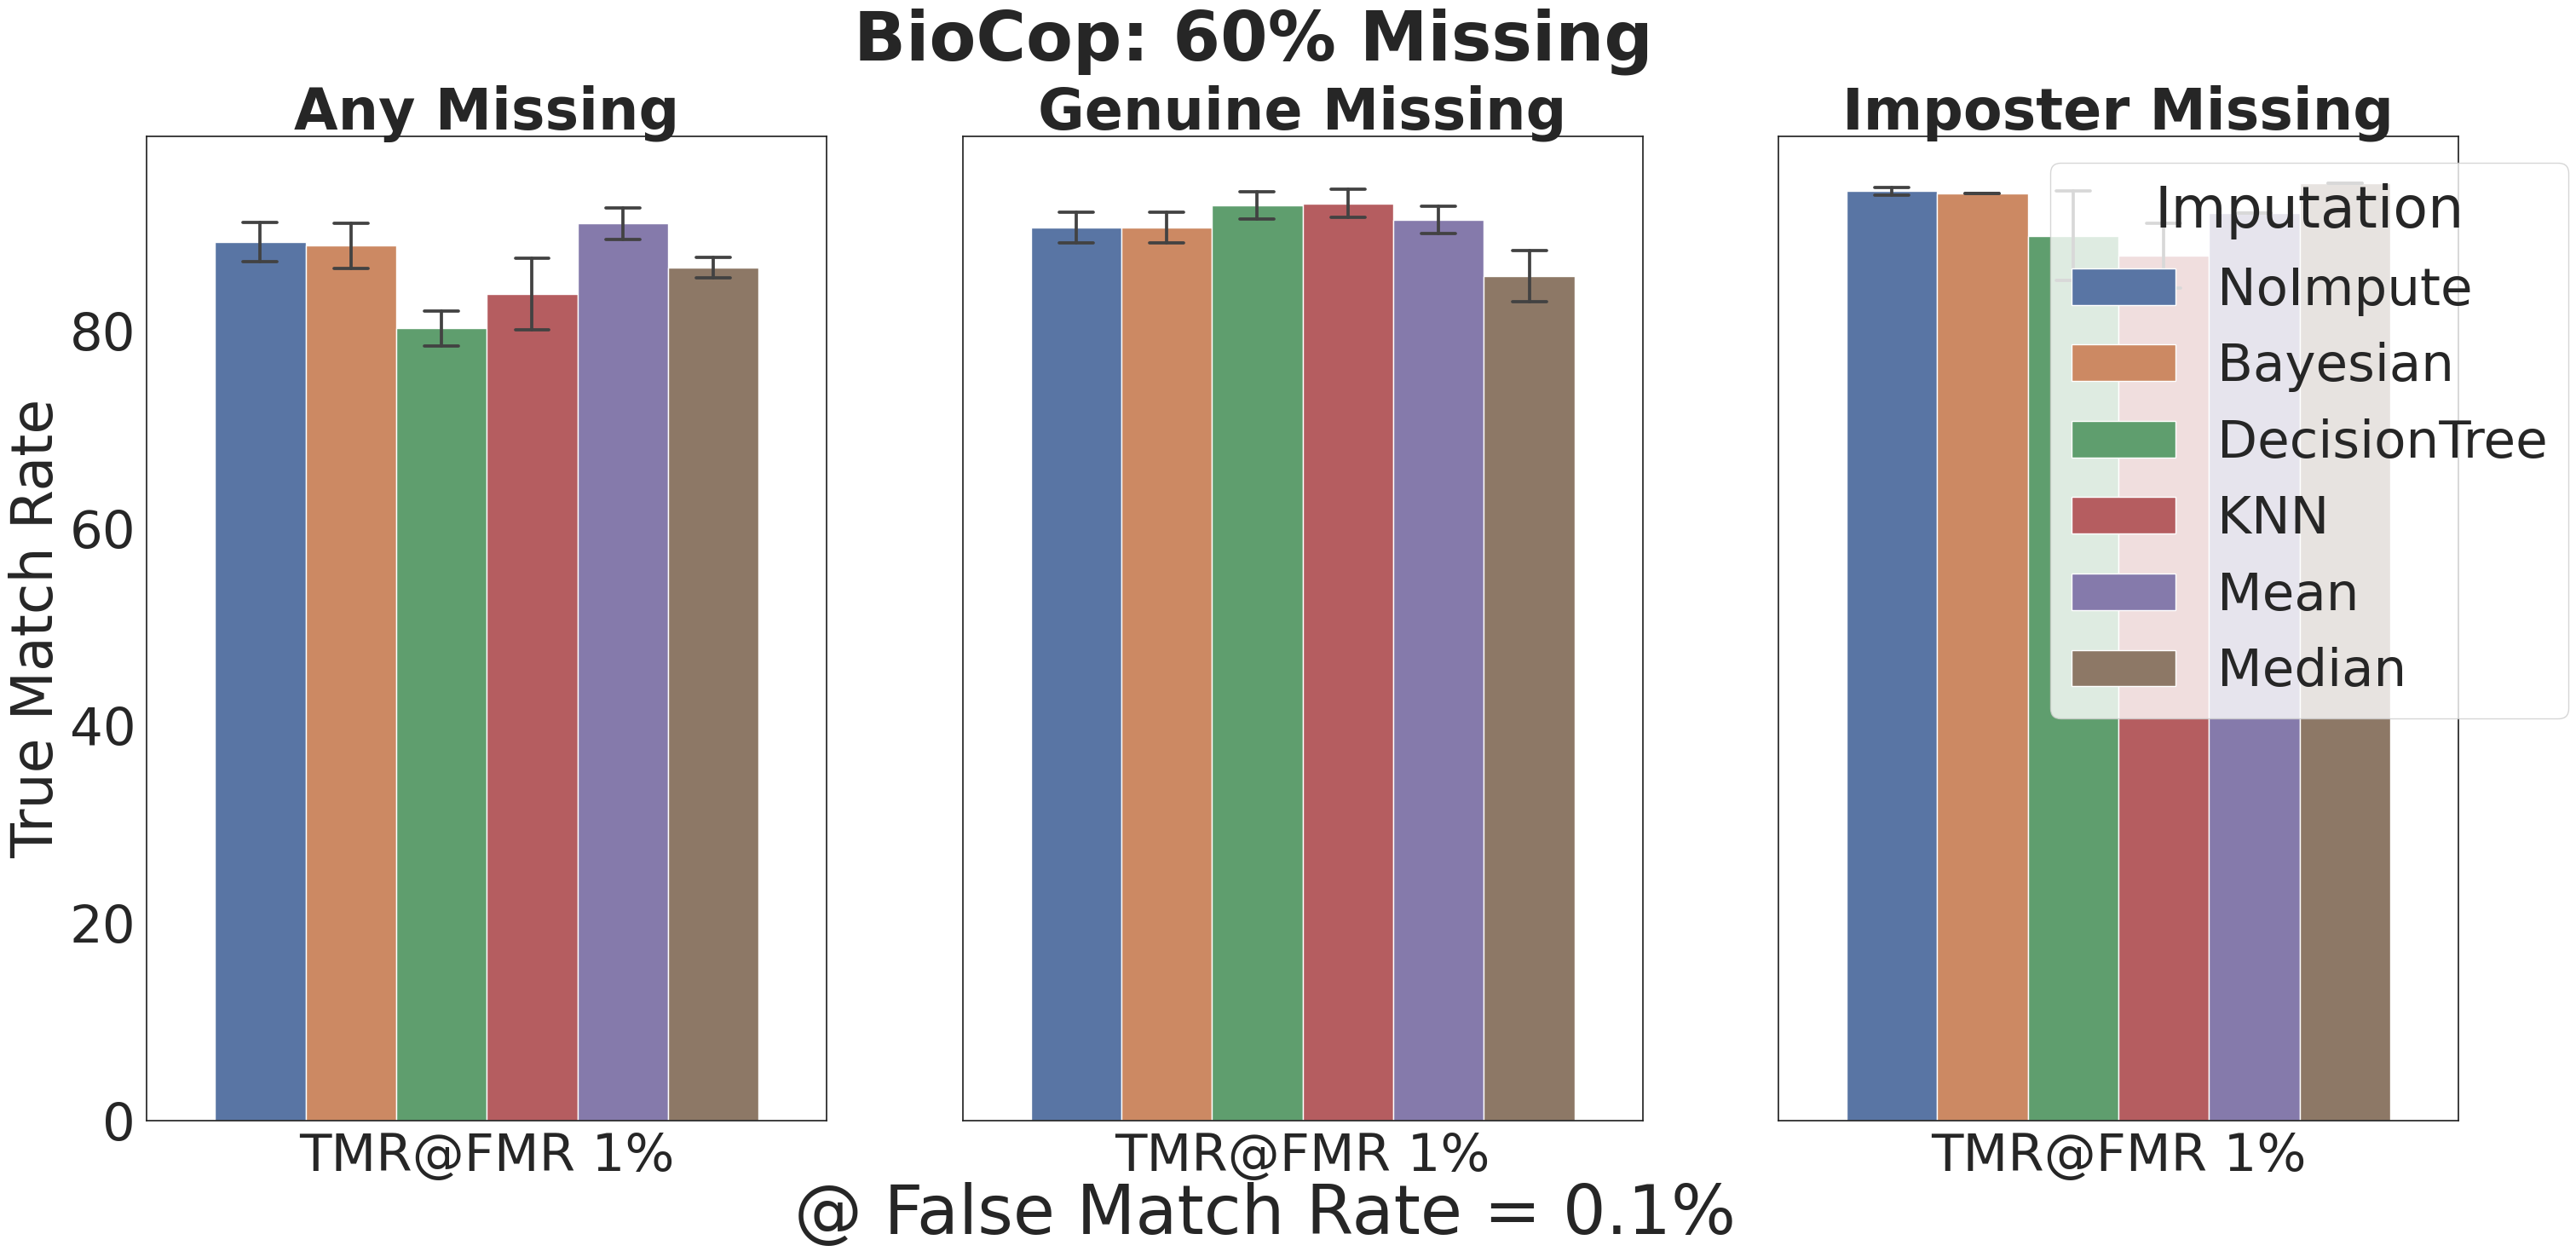 BioCop: 60% Missing
Any Missing
Genuine Missing
Imposter Missing
True Match Rate
80
60
40
20
0
Imputation
NoImpute
Bayesian
DecisionTree
KNN
Mean
Median
TMR@FMR 1%
TMR@FMR 1%
TMR@FMR 1%
@ False Match Rate = 0.1%